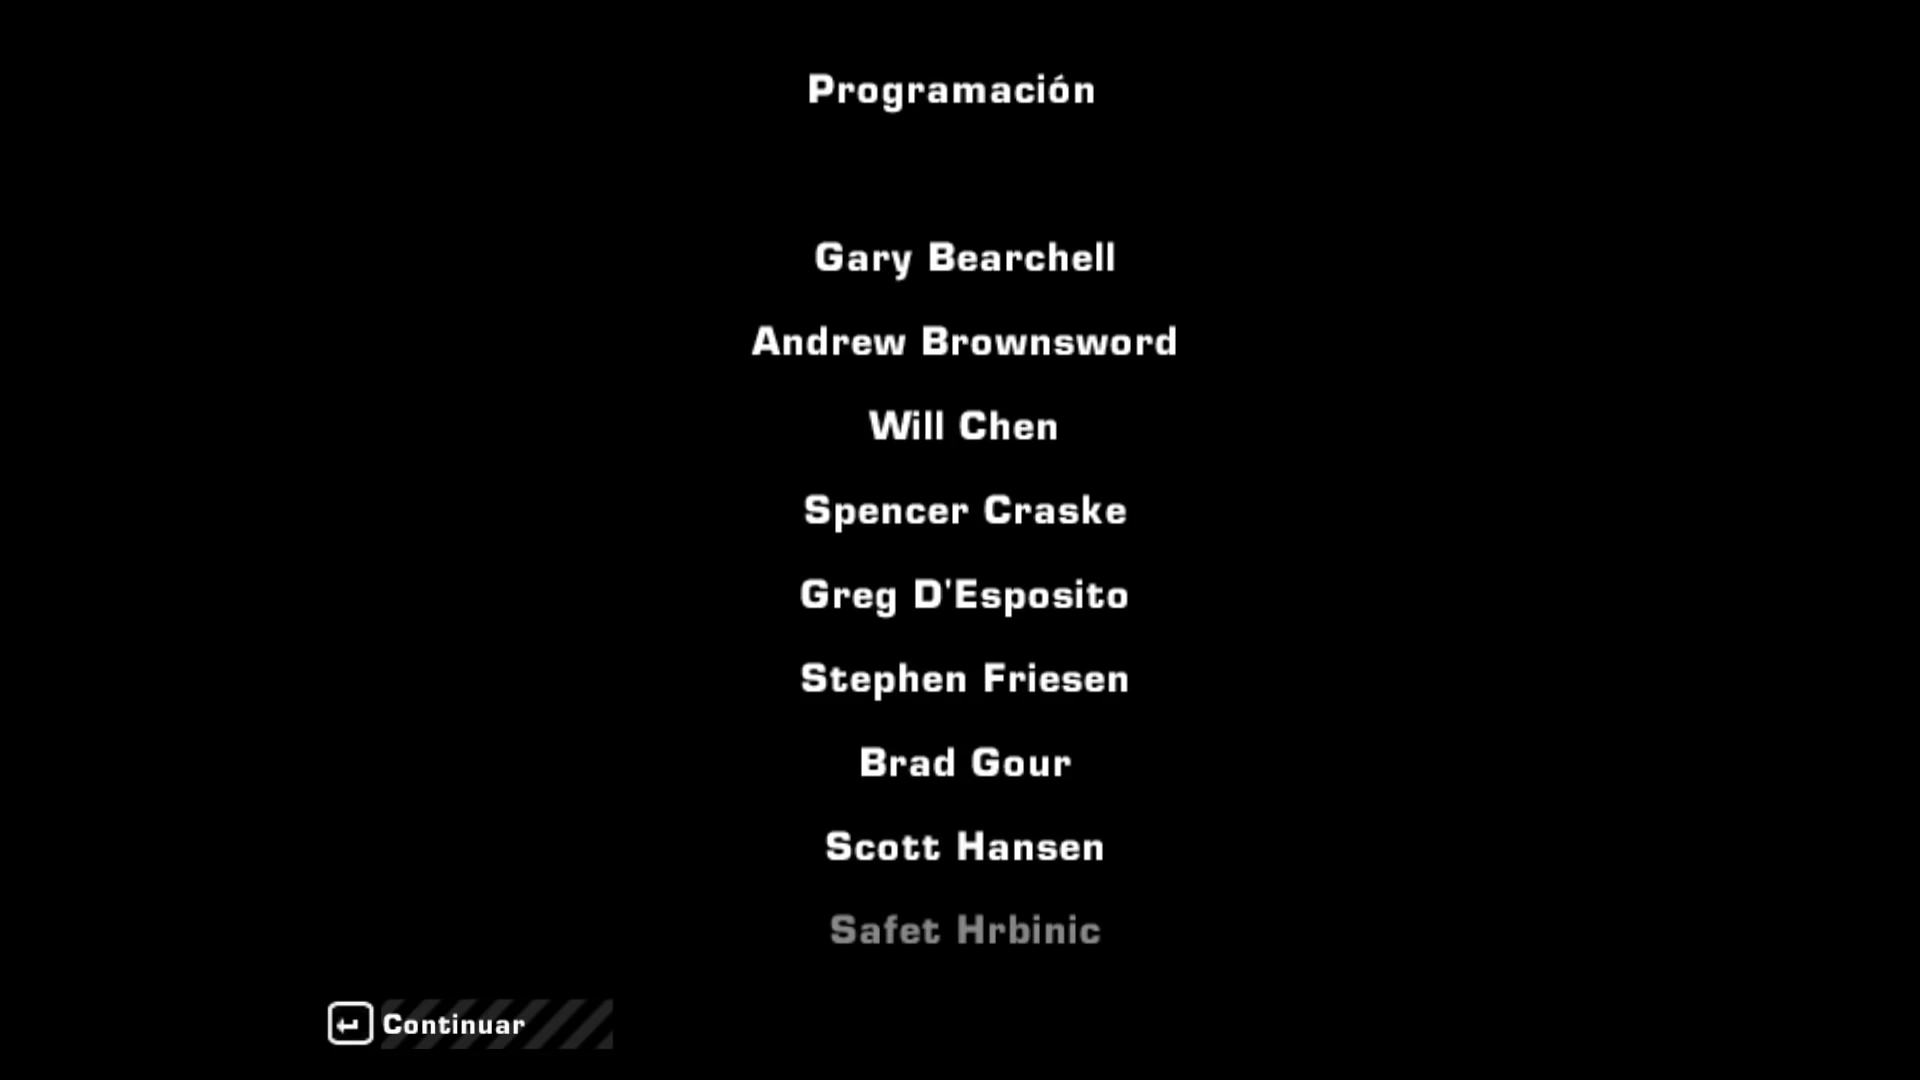 Programación
Gary Bearchell
Andrew Brownsword
Will Chen
Spencer Craske
Greg D'Esposito
Stephen Friesen
Brad Gour
Scott Hansen
Safet Hrbinic
Continuar